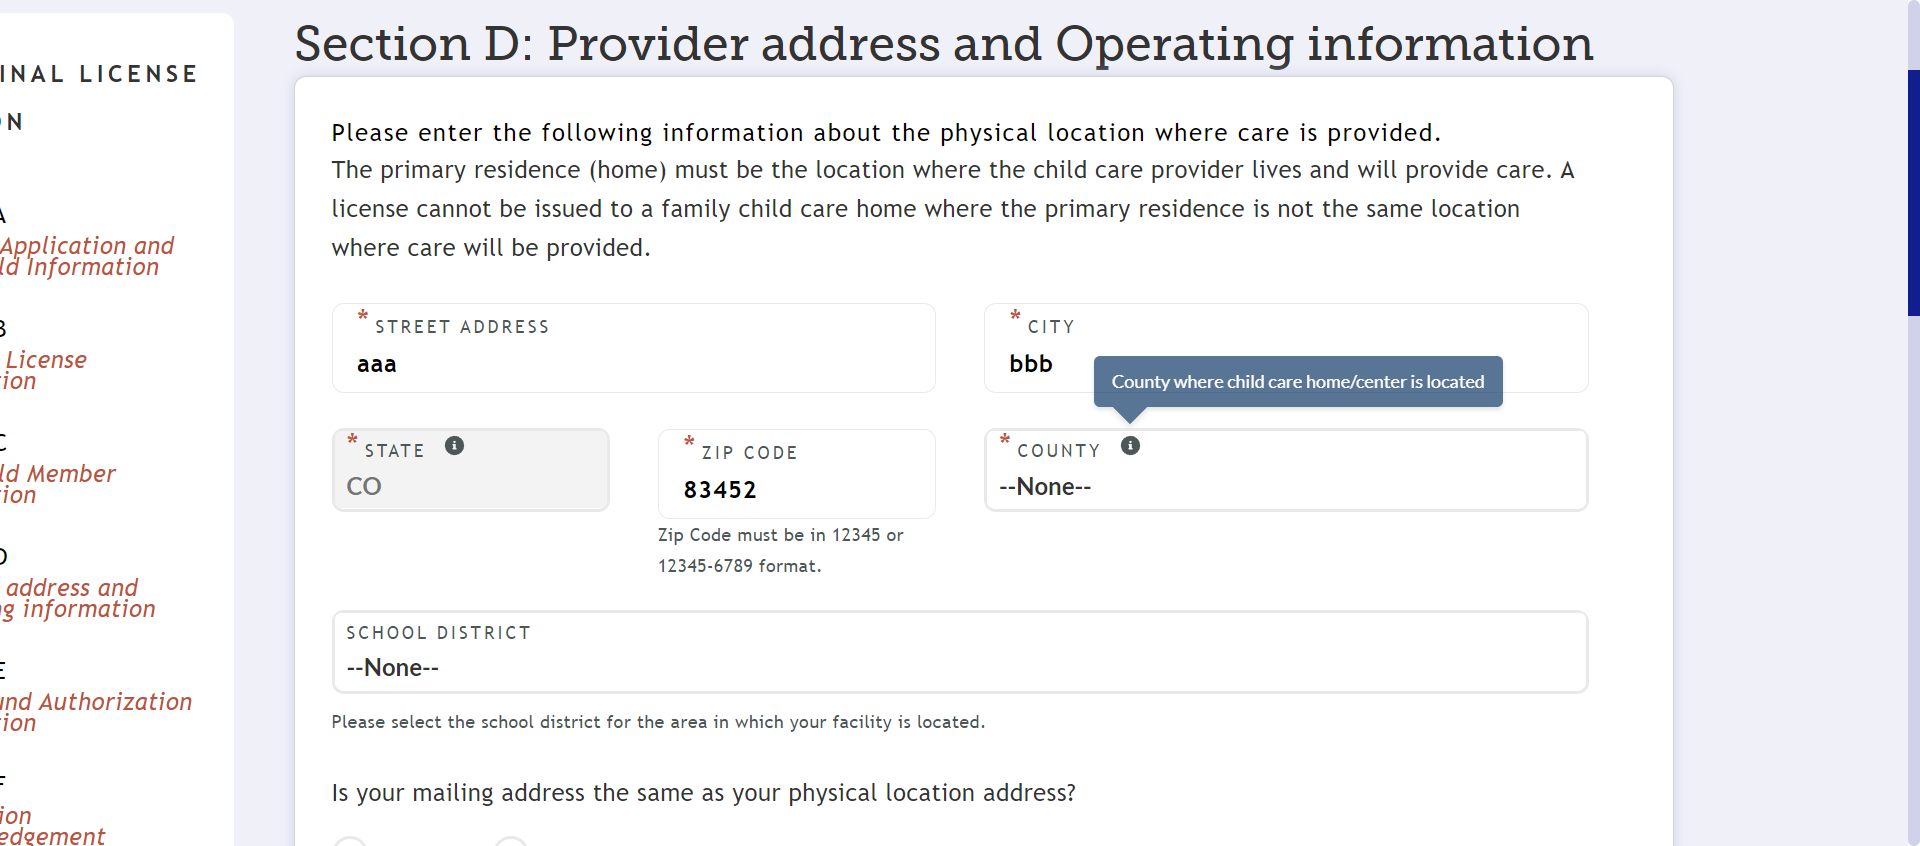 INAL LICENSE
ON
A
Application and
ld Information
B
License
ion
C
ld Member
tion
D
address and
ng information
E
und Authorization
tion
F
ion
edgement
Section D: Provider address and Operating information
Please enter the following information about the physical location where care is provided.
The primary residence (home) must be the location where the child care provider lives and will provide care. A
license cannot be issued to a family child care home where the primary residence is not the same location
where care will be provided.
* STREET ADDRESS
aaa
* CITY
bbb
County where child care home/center is located
* STATE
CO
* ZIP CODE
83452
Zip Code must be in 12345 or
12345-6789 format.
* COUNTY
--None--
SCHOOL DISTRICT
--None--
Please select the school district for the area in which your facility is located.
Is your mailing address the same as your physical location address?